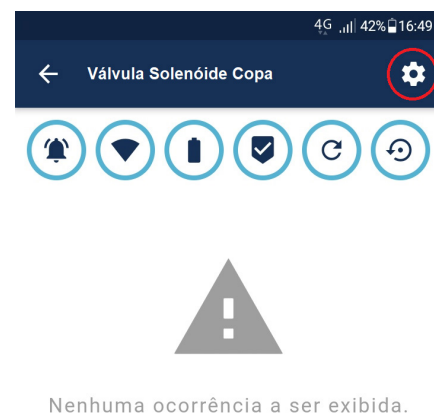 4G 42% 16:49
Válvula Solenóide Copa
Nenhuma ocorrência a ser exibida.